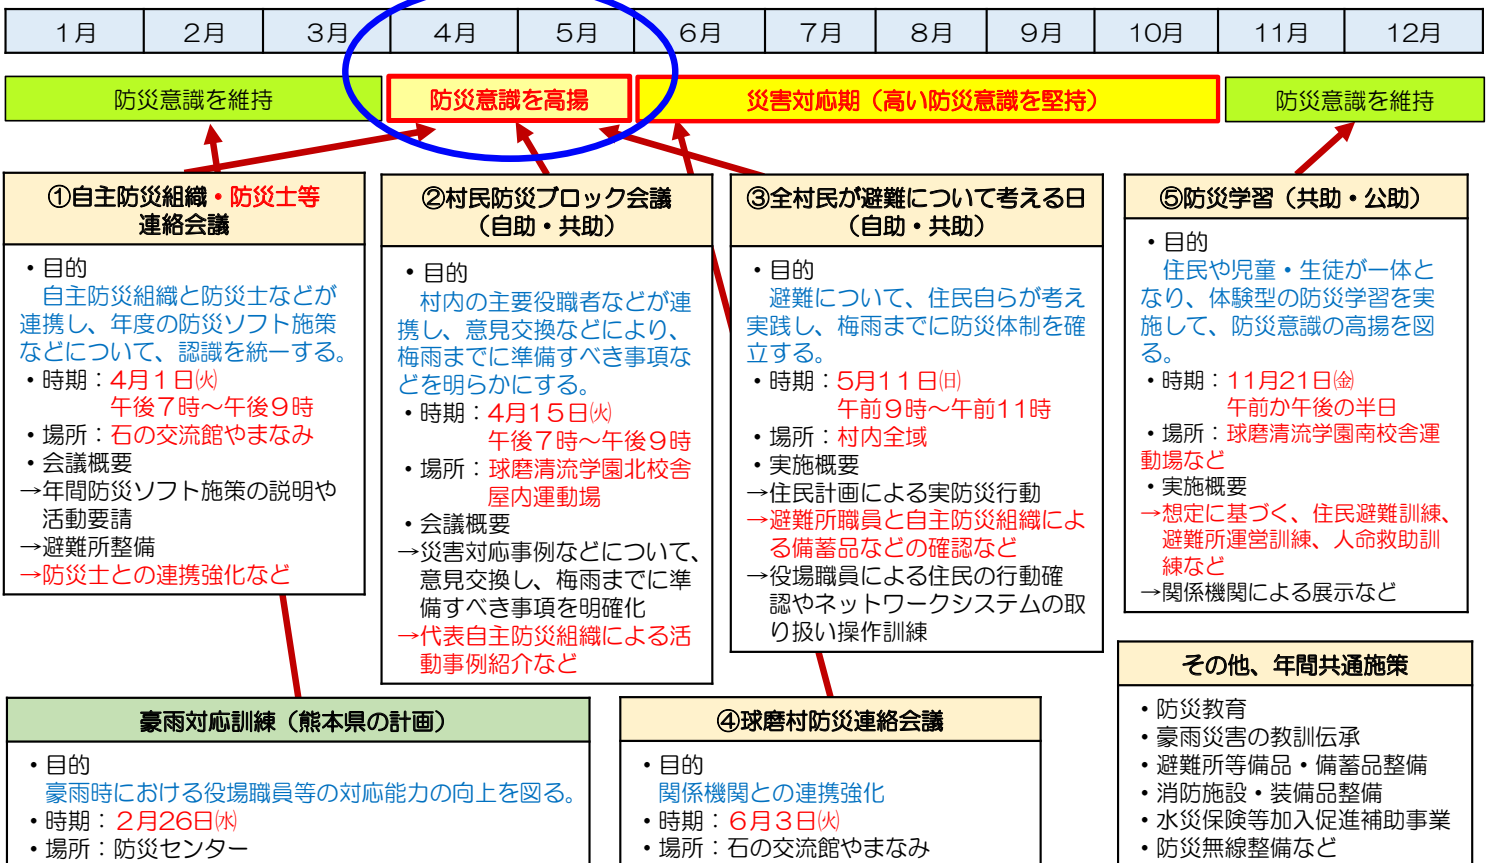 1月 2月 3月 4月 5月 6月 7月 8月 9月 10月 11月 12月
防災意識を維持 防災意識を高揚 災害対応期（高い防災意識を堅持） 防災意識を維持
①自主防災組織・防災士等
連絡会議
・目的
自主防災組織と防災士などが
連携し、年度の防災ソフト施策
などについて、認識を統一する。
・時期：4月1日㈫
午後7時～午後9時
・場所：石の交流館やまなみ
・会議概要
→年間防災ソフト施策の説明や
活動要請
→避難所整備
→防災士との連携強化など
②村民防災ブロック会議
（自助・共助）
・目的
村内の主要役職者などが連
携し、意見交換などにより、
梅雨までに準備すべき事項な
どを明らかにする。
・時期：4月15日㈫
午後7時～午後9時
・場所：球磨清流学園北校舎
屋内運動場
・会議概要
→災害対応事例などについて、
意見交換し、梅雨までに準
備すべき事項を明確化
→代表自主防災組織による活
動事例紹介など
③全村民が避難について考える日
（自助・共助）
・目的
避難について、住民自らが考え
実践し、梅雨までに防災体制を確
立する。
・時期：5月11日㈰
午前9時～午前11時
・場所：村内全域
・実施概要
→住民計画による実防災行動
→避難所職員と自主防災組織によ
る備蓄品などの確認など
→役場職員による住民の行動確
認やネットワークシステムの取
り扱い操作訓練
⑤防災学習（共助・公助）
・目的
住民や児童・生徒が一体と
なり、体験型の防災学習を実
施して、防災意識の高揚を図
る。
・時期：11月21日㈮
午前か午後の半日
・場所：球磨清流学園南校舎運
動場など
・実施概要
→想定に基づく、住民避難訓練、
避難所運営訓練、人命救助訓
練など
→関係機関による展示など
豪雨対応訓練（熊本県の計画）
・目的
豪雨時における役場職員等の対応能力の向上を図る。
・時期：2月26日㈬
・場所：防災センター
④球磨村防災連絡会議
・目的
関係機関との連携強化
・時期：6月3日㈫
・場所：石の交流館やまなみ
その他、年間共通施策
・防災教育
・豪雨災害の教訓伝承
・避難所等備品・備蓄品整備
・消防施設・装備品整備
・水災保険等加入促進補助事業
・防災無線整備など